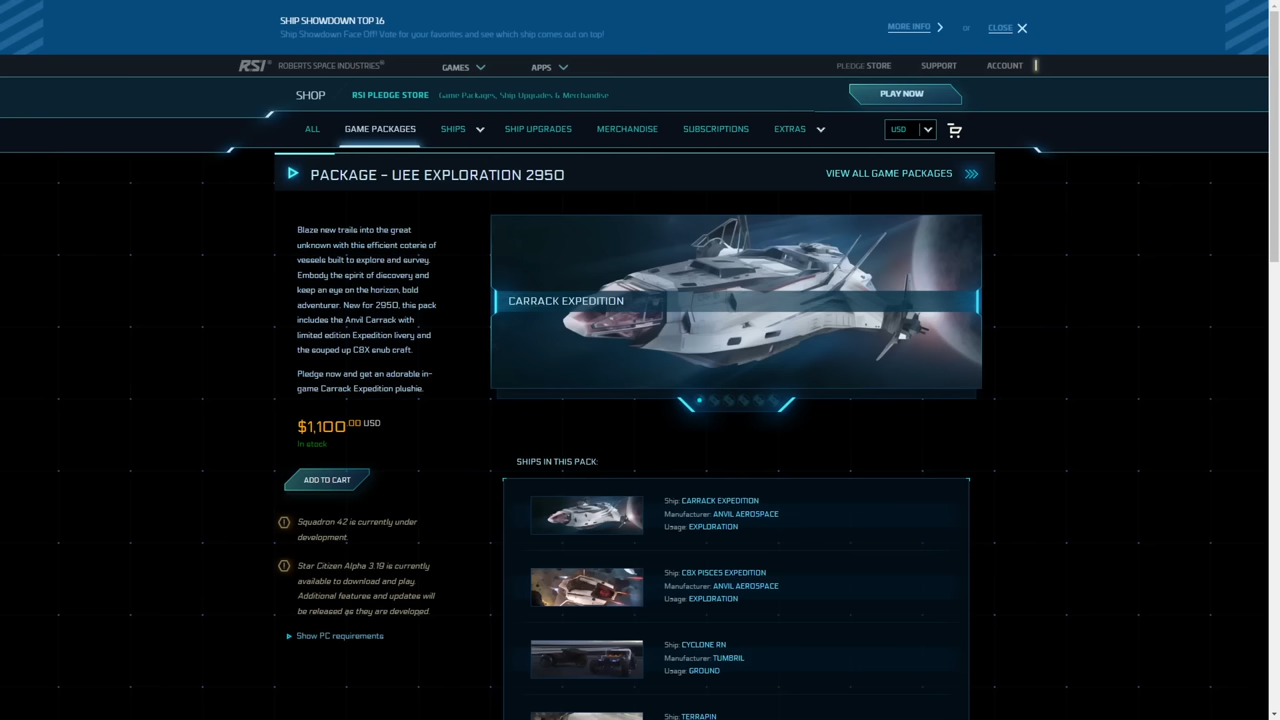 SHIP SHOWDOWN TOP 16
Ship Showdown Face Off! Vote for your favorites and see which ship comes out on top!
MORE INFO
or
CLOSE
RSI® ROBERTS SPACE INDUSTRIES®
GAMES
APPS
PLEDGE STORE
SUPPORT
ACCOUNT
SHOP
RSI PLEDGE STORE
Game Packages, Ship Upgrades & Merchandise
PLAY NOW
ALL
GAME PACKAGES
SHIPS
SHIP UPGRADES
MERCHANDISE
SUBSCRIPTIONS
EXTRAS
USD
PACKAGE - UEE EXPLORATION 2950
VIEW ALL GAME PACKAGES
Blaze new trails into the great
unknown with this efficient coterie of
vessels built to explore and survey.
Embody the spirit of discovery and
keep an eye on the horizon, bold
adventurer. New for 2950, this pack
includes the Anvil Carrack with
limited edition Expedition livery and
the souped up C8X snub craft.
Pledge now and get an adorable in-
game Carrack Expedition plushie.
$1,100.00 USD
In stock
ADD TO CART
Squadron 42 is currently under
development.
Star Citizen Alpha 3.19 is currently
available to download and play.
Additional features and updates will
be released as they are developed.
Show PC requirements
CARRACK EXPEDITION
SHIPS IN THIS PACK:
Ship: CARRACK EXPEDITION
Manufacturer: ANVIL AEROSPACE
Usage: EXPLORATION
Ship: C8X PISCES EXPEDITION
Manufacturer: ANVIL AEROSPACE
Usage: EXPLORATION
Ship: CYCLONE RN
Manufacturer: TUMBRIL
Usage: GROUND
Ship: TERRAPIN